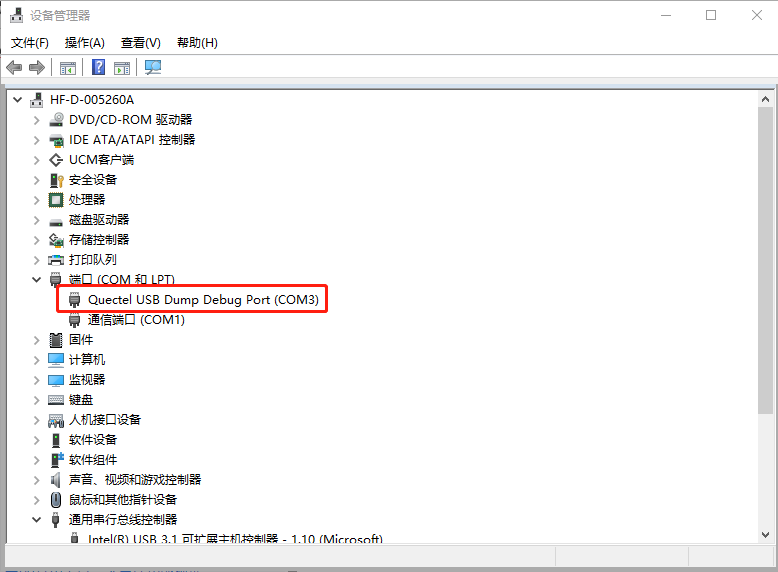 设备管理器
文件(F) 操作(A) 查看(V) 帮助(H)
HF-D-005260A
DVD/CD-ROM 驱动器
IDE ATA/ATAPI 控制器
UCM客户端
安全设备
处理器
磁盘驱动器
存储控制器
打印队列
端口 (COM 和 LPT)
Quectel USB Dump Debug Port (COM3)
通信端口 (COM1)
固件
计算机
监视器
键盘
人机接口设备
软件设备
软件组件
声音、视频和游戏控制器
鼠标和其他指针设备
通用串行总线控制器
Intel(R) USB 3.1 可扩展主机控制器 - 1.10 (Microsoft)